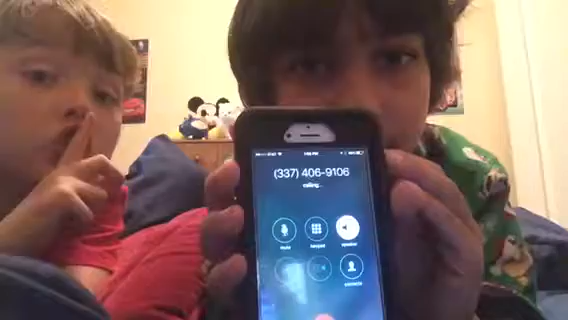 (337) 406-9106
calling...
mute
keypad
speaker
contacts